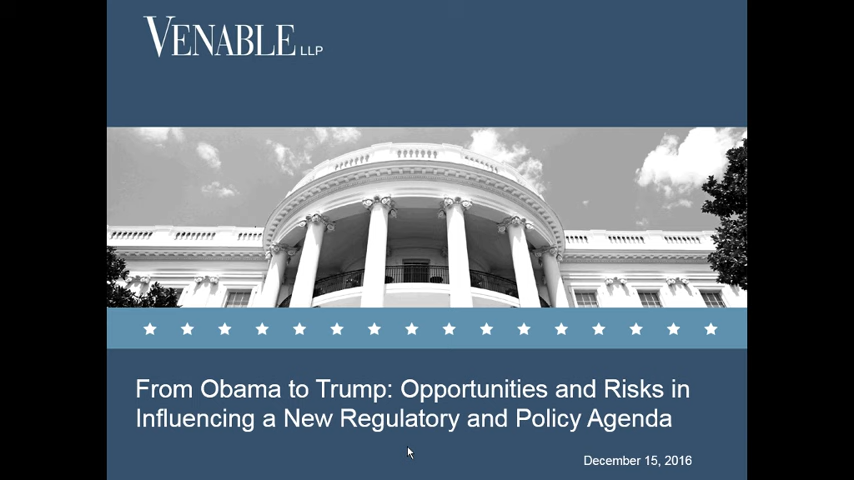 VENABLE LLP
From Obama to Trump: Opportunities and Risks in
Influencing a New Regulatory and Policy Agenda
December 15, 2016